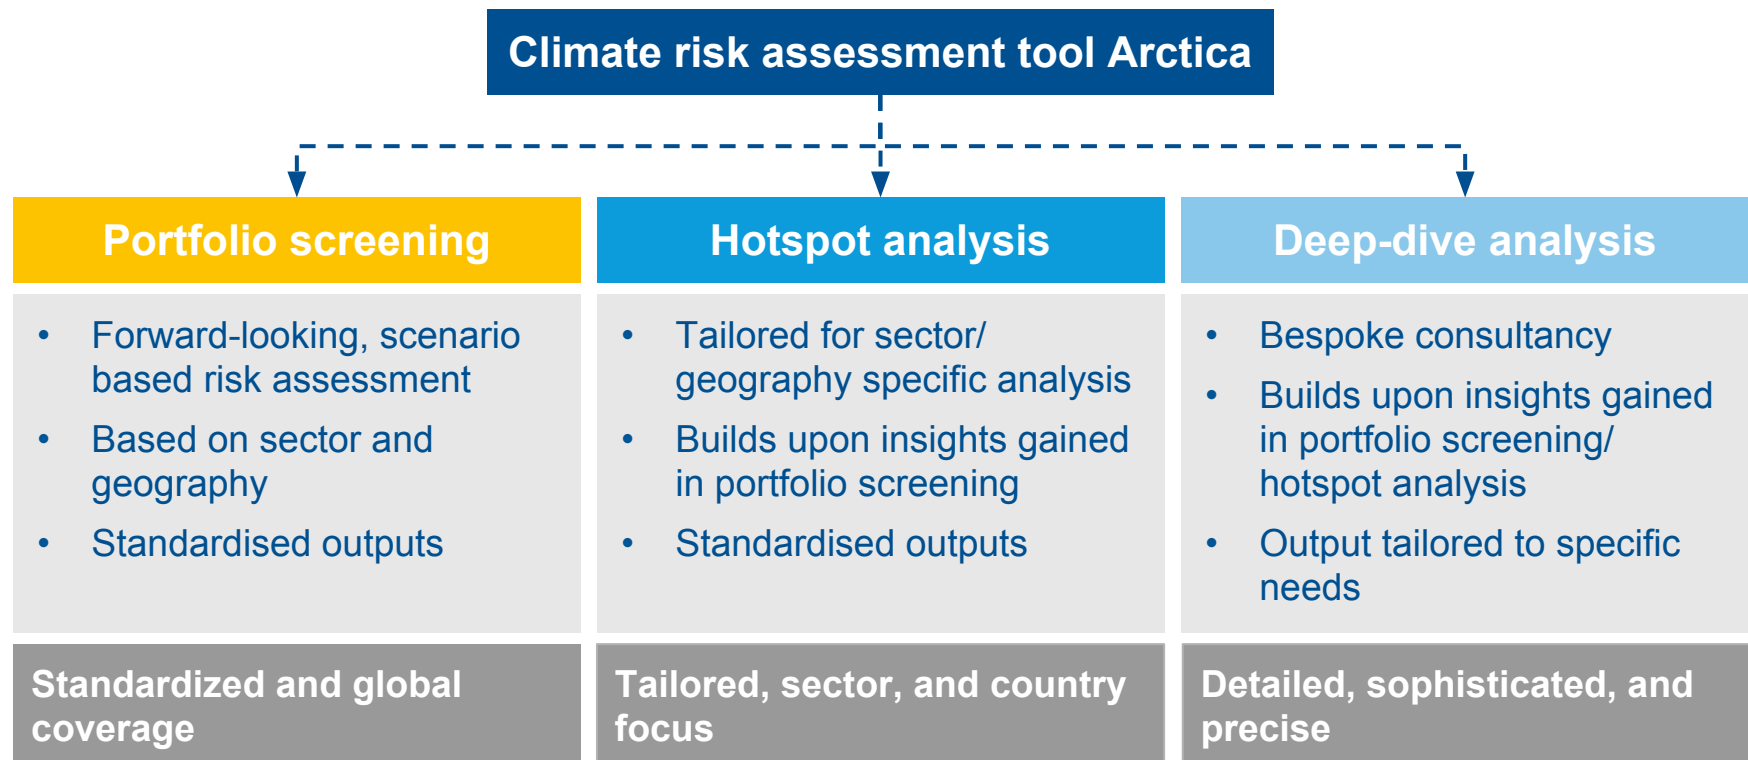 Climate risk assessment tool Arctica
Portfolio screening
• Forward-looking, scenario
based risk assessment
• Based on sector and
geography
• Standardised outputs
Standardized and global
coverage
Hotspot analysis
• Tailored for sector/
geography specific analysis
• Builds upon insights gained
in portfolio screening
• Standardised outputs
Tailored, sector, and country
focus
Deep-dive analysis
• Bespoke consultancy
• Builds upon insights gained
in portfolio screening/
hotspot analysis
• Output tailored to specific
needs
Detailed, sophisticated, and
precise